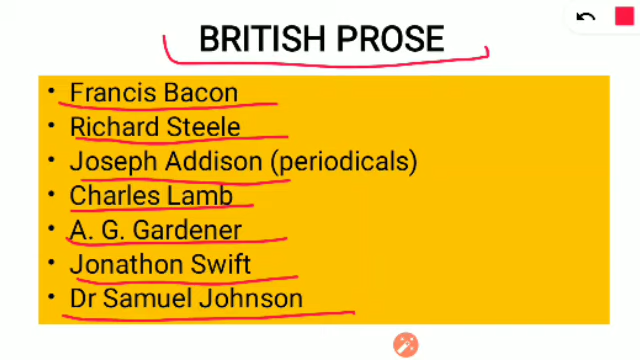 BRITISH PROSE
• Francis Bacon
• Richard Steele
• Joseph Addison (periodicals)
• Charles Lamb
• A. G. Gardener
• Jonathon Swift
• Dr Samuel Johnson